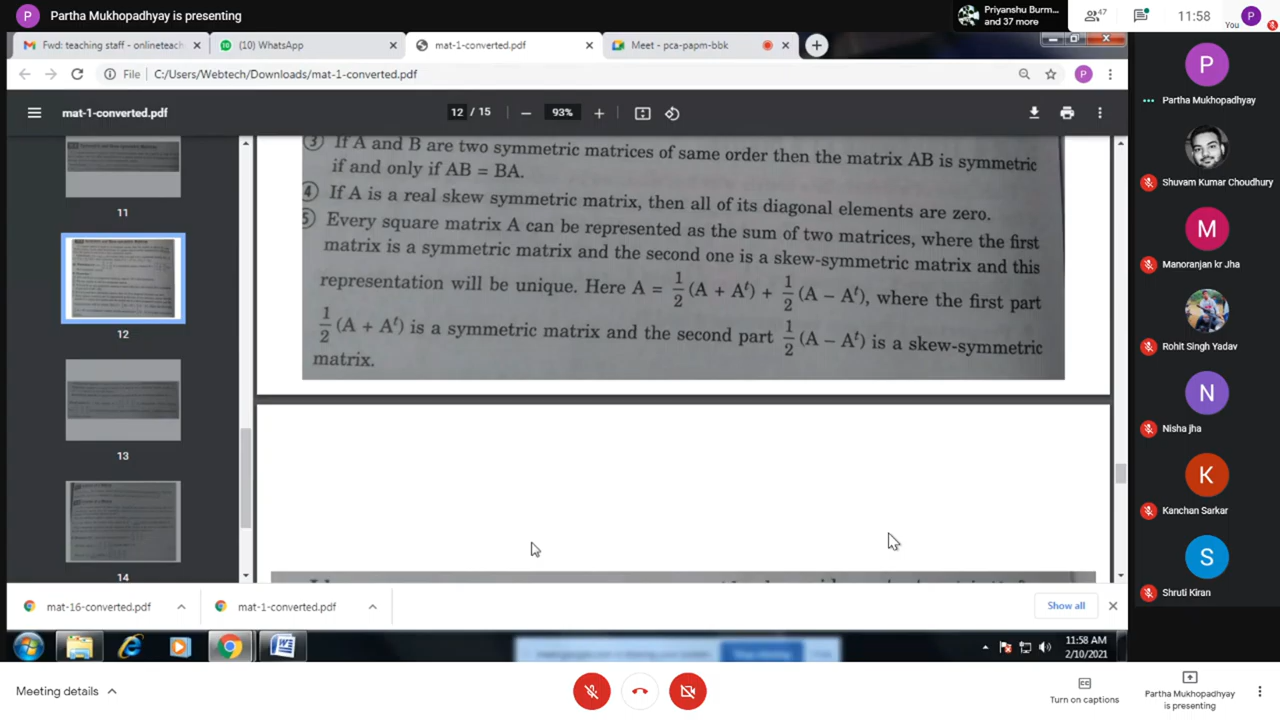 P Partha Mukhopadhyay is presenting
Priyanshu Burm...
and 37 more
47
11:58
You
P
Fwd: teaching staff - onlineteach
(10) WhatsApp
mat-1-converted.pdf
Meet - pca-papm-bbk
File
C:/Users/Webtech/Downloads/mat-1-converted.pdf
P
mat-1-converted.pdf
12 / 15
93%
11
12
13
14
③ If A and B are two symmetric matrices of same order then the matrix AB is symmetric
if and only if AB = BA.
④ If A is a real skew symmetric matrix, then all of its diagonal elements are zero.
⑤ Every square matrix A can be represented as the sum of two matrices, where the first
matrix is a symmetric matrix and the second one is a skew-symmetric matrix and this
representation will be unique. Here A = 1/2 (A + Aᵗ) + 1/2 (A − Aᵗ), where the first part
1/2 (A + Aᵗ) is a symmetric matrix and the second part 1/2 (A − Aᵗ) is a skew-symmetric
matrix.
P
Partha Mukhopadhyay
Shuvam Kumar Choudhury
M
Manoranjan kr Jha
Rohit Singh Yadav
N
Nisha jha
K
Kanchan Sarkar
S
Shruti Kiran
mat-16-converted.pdf
mat-1-converted.pdf
Show all
11:58 AM
2/10/2021
Meeting details
Turn on captions
Partha Mukhopadhyay
is presenting